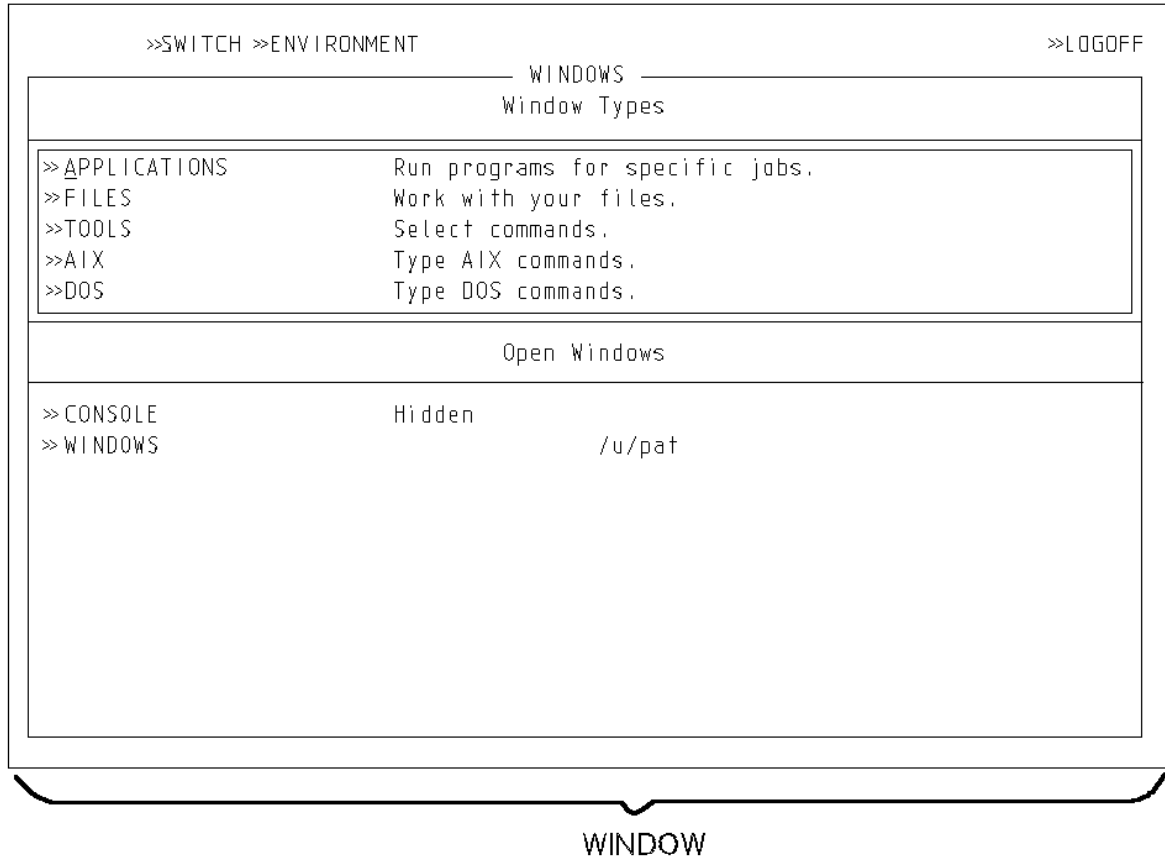 »SWITCH »ENVIRONMENT »LOGOFF
WINDOWS
Window Types
»APPLICATIONS Run programs for specific jobs.
»FILES Work with your files.
»TOOLS Select commands.
»AIX Type AIX commands.
»DOS Type DOS commands.
Open Windows
»CONSOLE Hidden
»WINDOWS /u/pat
WINDOW